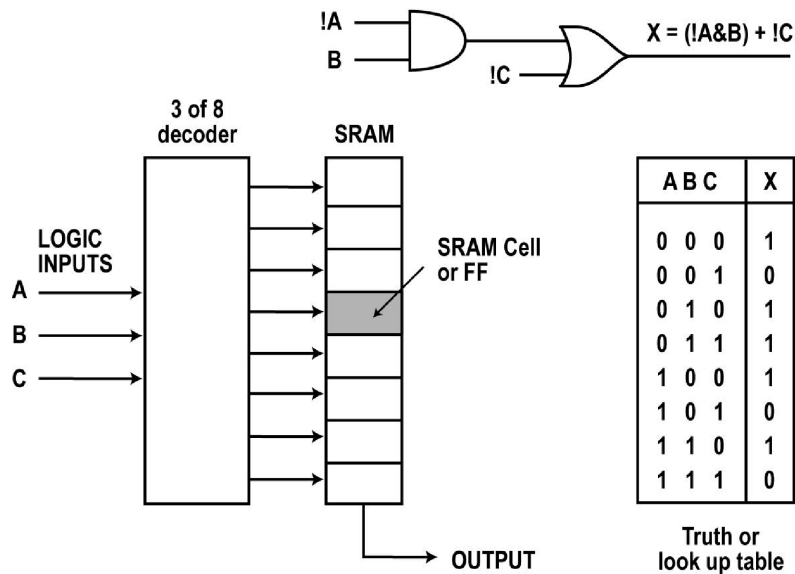 !A
B
!C
X = (!A&B) + !C
3 of 8
decoder
SRAM
LOGIC
INPUTS
A
B
C
SRAM Cell
or FF
OUTPUT
A B C X
0 0 0 1
0 0 1 0
0 1 0 1
0 1 1 1
1 0 0 1
1 0 1 0
1 1 0 1
1 1 1 0
Truth or
look up table